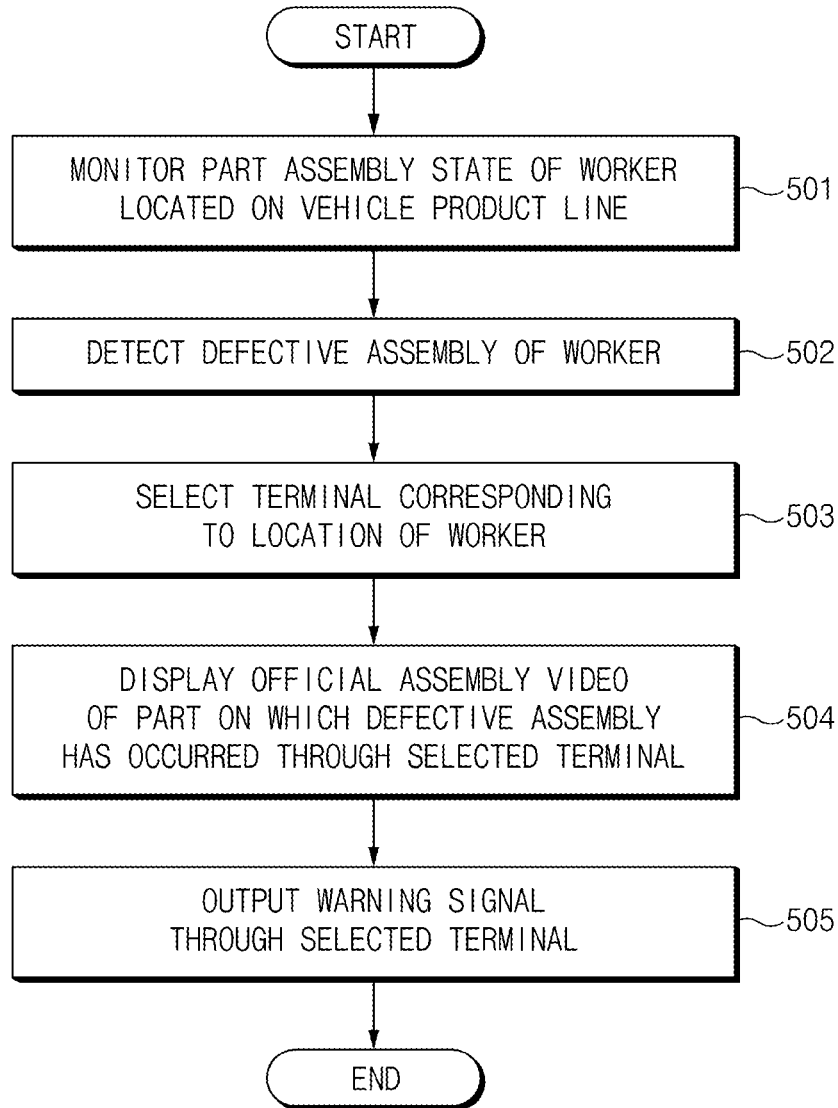 START
MONITOR PART ASSEMBLY STATE OF WORKER
LOCATED ON VEHICLE PRODUCT LINE
501
DETECT DEFECTIVE ASSEMBLY OF WORKER
502
SELECT TERMINAL CORRESPONDING
TO LOCATION OF WORKER
503
DISPLAY OFFICIAL ASSEMBLY VIDEO
OF PART ON WHICH DEFECTIVE ASSEMBLY
HAS OCCURRED THROUGH SELECTED TERMINAL
504
OUTPUT WARNING SIGNAL
THROUGH SELECTED TERMINAL
505
END